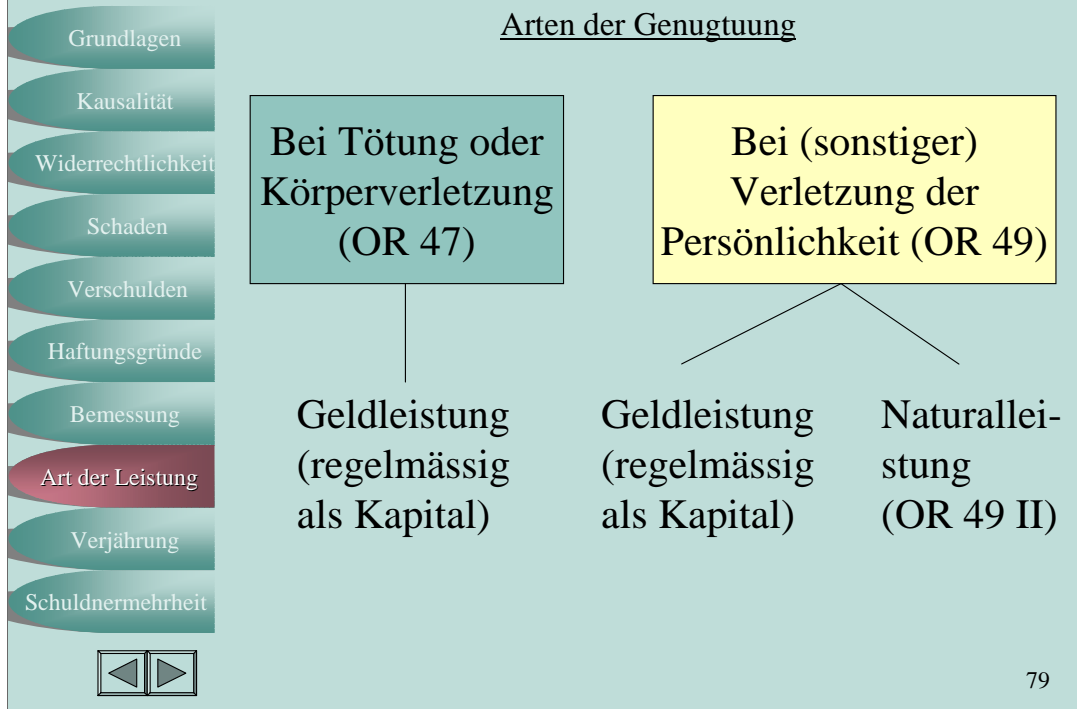 Arten der Genugtuung
Grundlagen
Kausalität
Widerrechtlichkeit
Schaden
Verschulden
Haftungsgründe
Bemessung
Art der Leistung
Verjährung
Schuldnermehrheit
Bei Tötung oder
Körperverletzung
(OR 47)
Bei (sonstiger)
Verletzung der
Persönlichkeit (OR 49)
Geldleistung
(regelmässig
als Kapital)
Geldleistung
(regelmässig
als Kapital)
Naturallei-
stung
(OR 49 II)
79